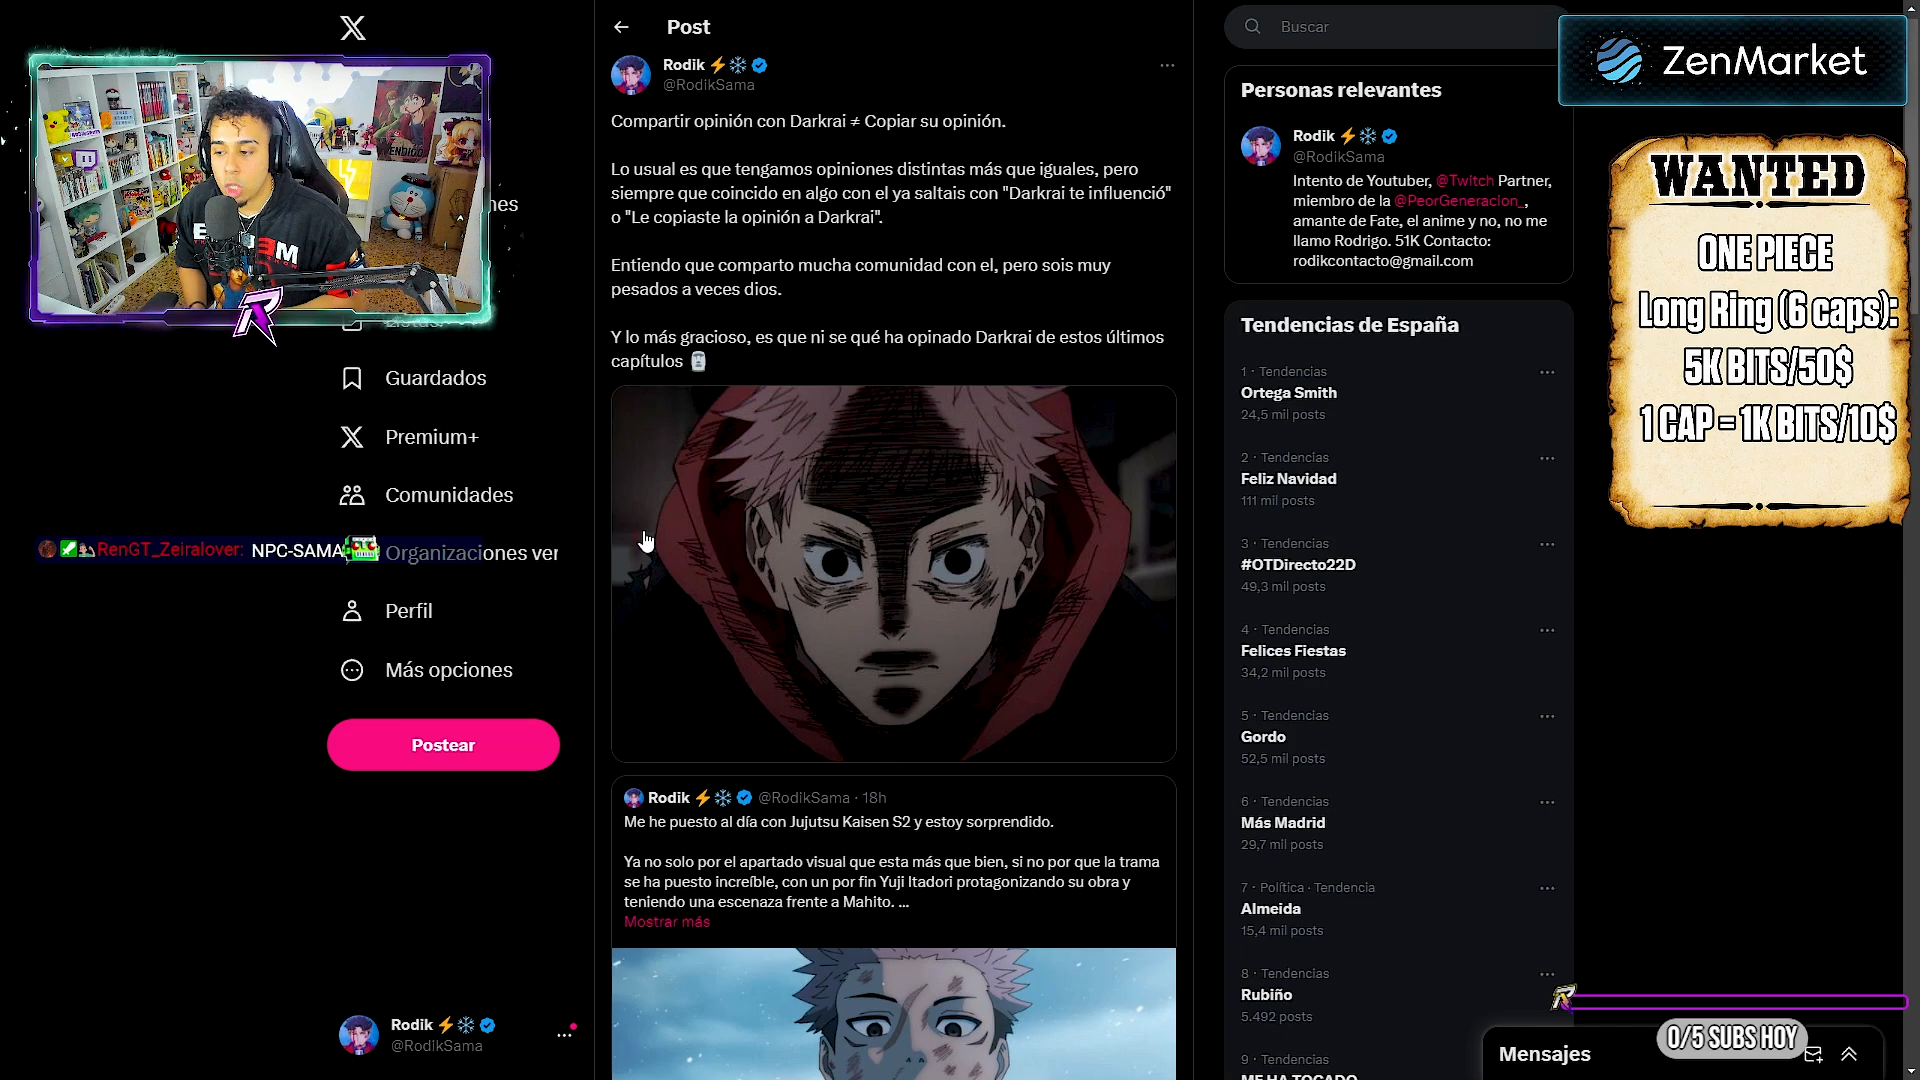 Post
Rodik
@RodikSama
Compartir opinión con Darkrai ≠ Copiar su opinión.
Lo usual es que tengamos opiniones distintas más que iguales, pero
siempre que coincido en algo con el ya saltais con "Darkrai te influenció"
o "Le copiaste la opinión a Darkrai".
Entiendo que comparto mucha comunidad con el, pero sois muy
pesados a veces dios.
Y lo más gracioso, es que ni se qué ha opinado Darkrai de estos últimos
capítulos
Rodik @RodikSama · 18h
Me he puesto al día con Jujutsu Kaisen S2 y estoy sorprendido.
Ya no solo por el apartado visual que esta más que bien, si no por que la trama
se ha puesto increíble, con un por fin Yuji Itadori protagonizando su obra y
teniendo una escenaza frente a Mahito. ...
Mostrar más
nes
Listas
Guardados
Premium+
Comunidades
RenGT_Zeiralover: NPC-SAMA
Organizaciones ver
Perfil
Más opciones
Postear
Rodik
@RodikSama
Buscar
ZenMarket
Personas relevantes
Rodik
@RodikSama
Intento de Youtuber, @Twitch Partner,
miembro de la @PeorGeneracion_,
amante de Fate, el anime y no, no me
llamo Rodrigo. 51K Contacto:
rodikcontacto@gmail.com
Tendencias de España
1 · Tendencias
Ortega Smith
24,5 mil posts
2 · Tendencias
Feliz Navidad
111 mil posts
3 · Tendencias
#OTDirecto22D
49,3 mil posts
4 · Tendencias
Felices Fiestas
34,2 mil posts
5 · Tendencias
Gordo
52,5 mil posts
6 · Tendencias
Más Madrid
29,7 mil posts
7 · Política · Tendencia
Almeida
15,4 mil posts
8 · Tendencias
Rubiño
5.492 posts
9 · Tendencias
ME HA TOCADO
WANTED
ONE PIECE
Long Ring (6 caps):
5K BITS/50$
1 CAP = 1K BITS/10$
0/5 SUBS HOY
Mensajes